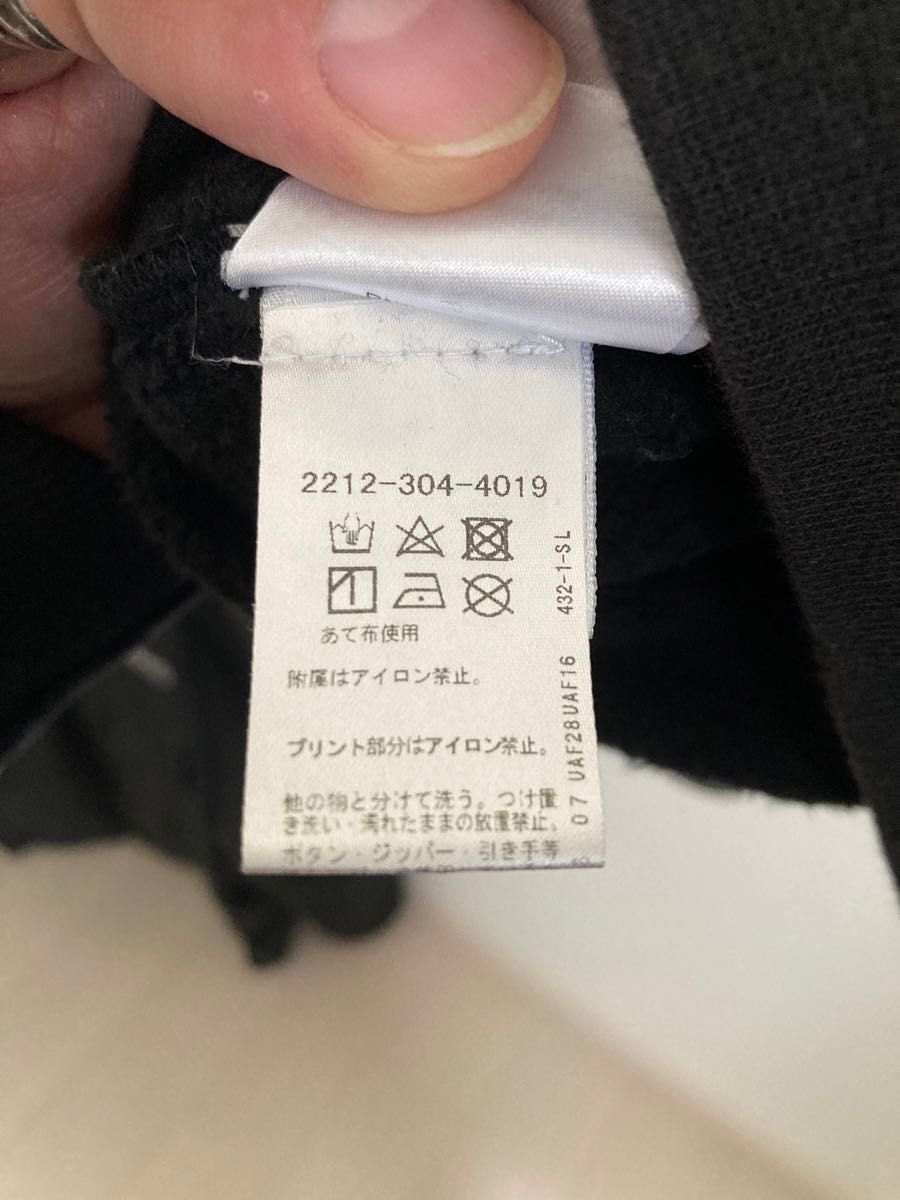 2212-304-4019
あて布使用
附属はアイロン禁止。
プリント部分はアイロン禁止。
他の物と分けて洗う。つけ置
き洗い・汚れたままの放置禁止。
ボタン・ジッパー・引き手等
07 UAF28UAF16 432-1-SL